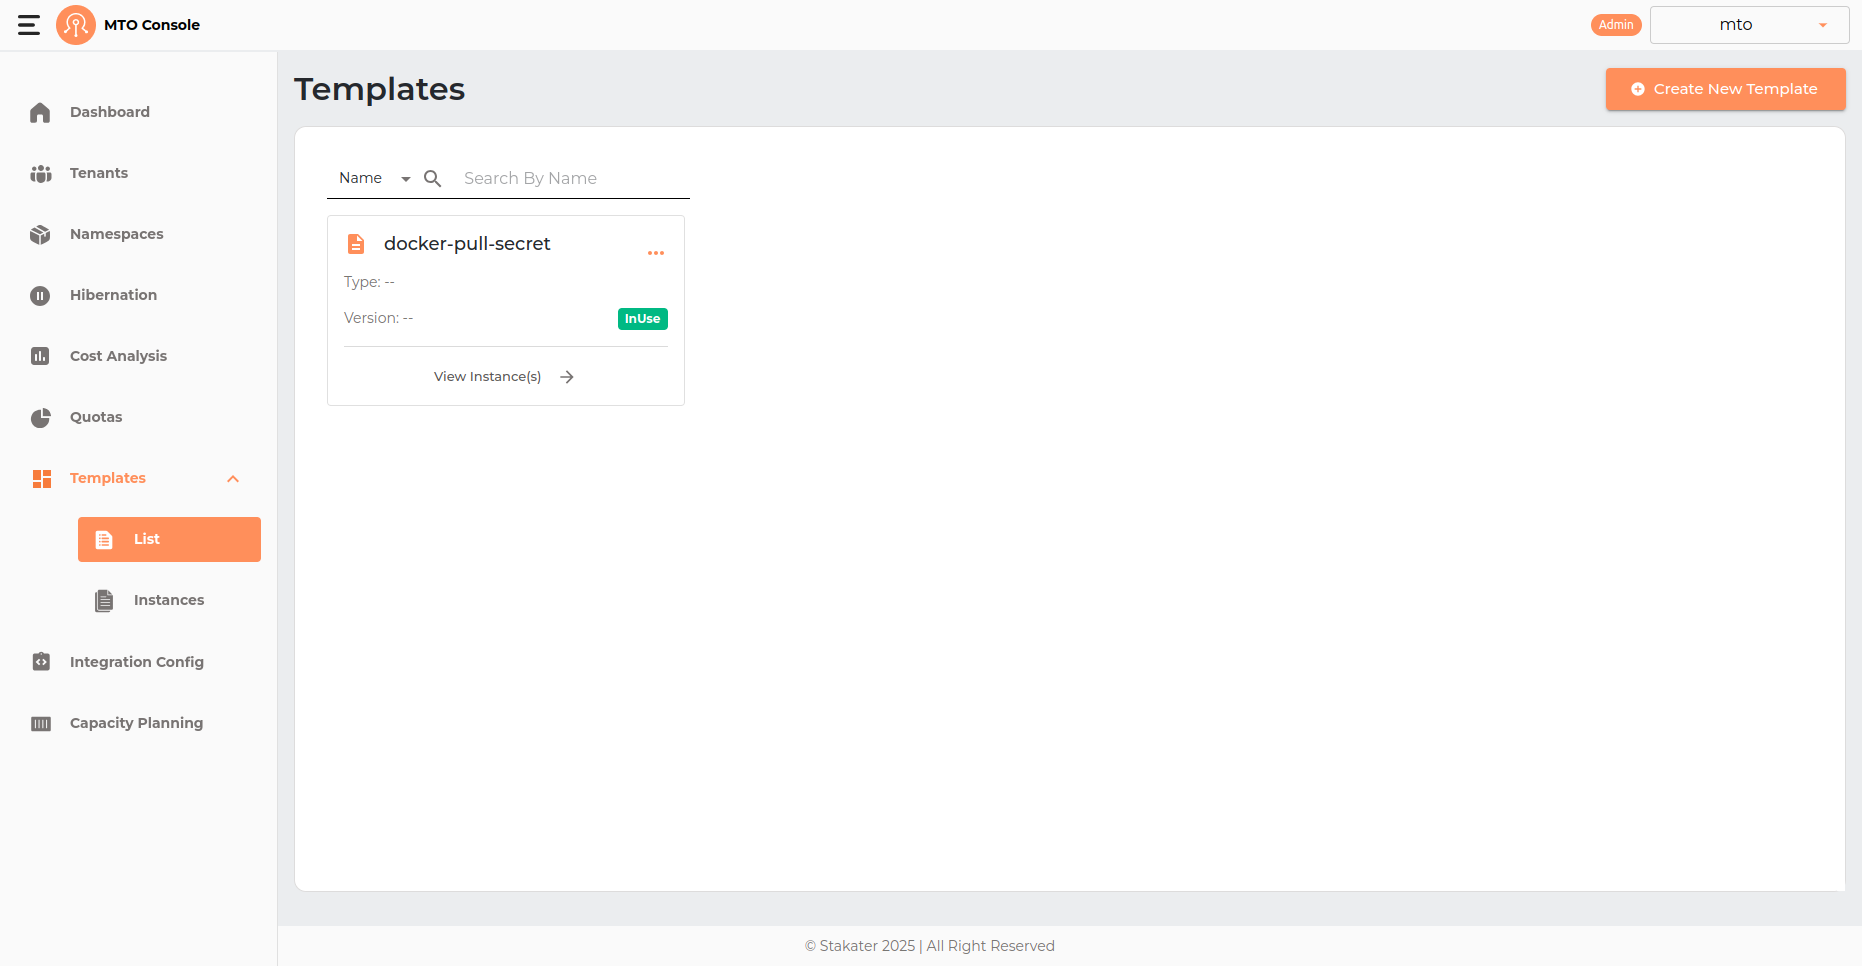 MTO Console
Admin
mto
Dashboard
Tenants
Namespaces
Hibernation
Cost Analysis
Quotas
Templates
List
Instances
Integration Config
Capacity Planning
Templates
Create New Template
Name
Search By Name
docker-pull-secret
Type: --
Version: --
InUse
View Instance(s)
© Stakater 2025 | All Right Reserved